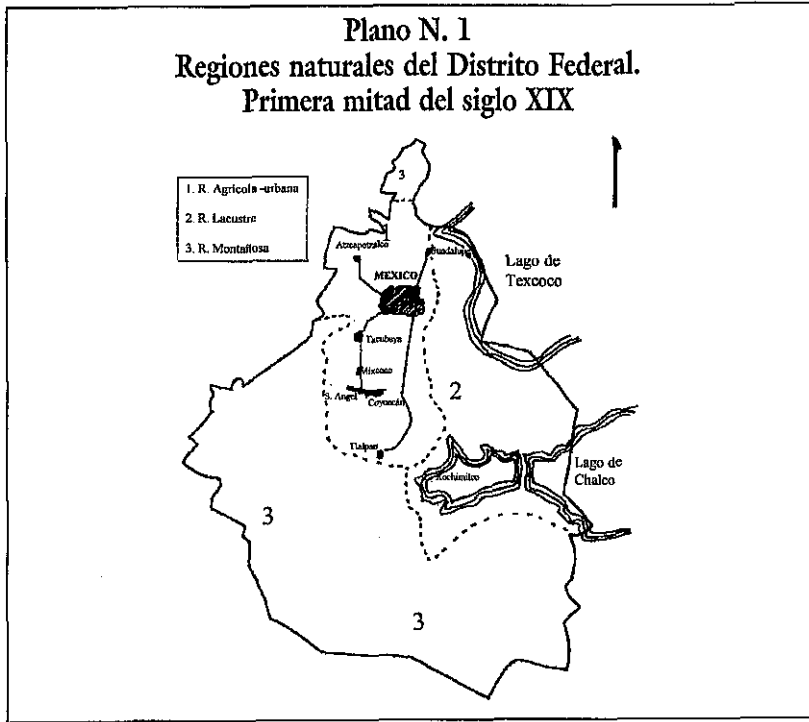 Plano N. 1
Regiones naturales del Distrito Federal.
Primera mitad del siglo XIX
1. R. Agrícola-urbana
2. R. Lacustre
3. R. Montañosa
3
Atzcapotzalco
Guadalupe
Lago de
Texcoco
MEXICO
Tacubaya
Mixcoac
S. Angel
Coyoacán
2
Tlalpan
Xochimilco
Lago de
Chalco
3
3